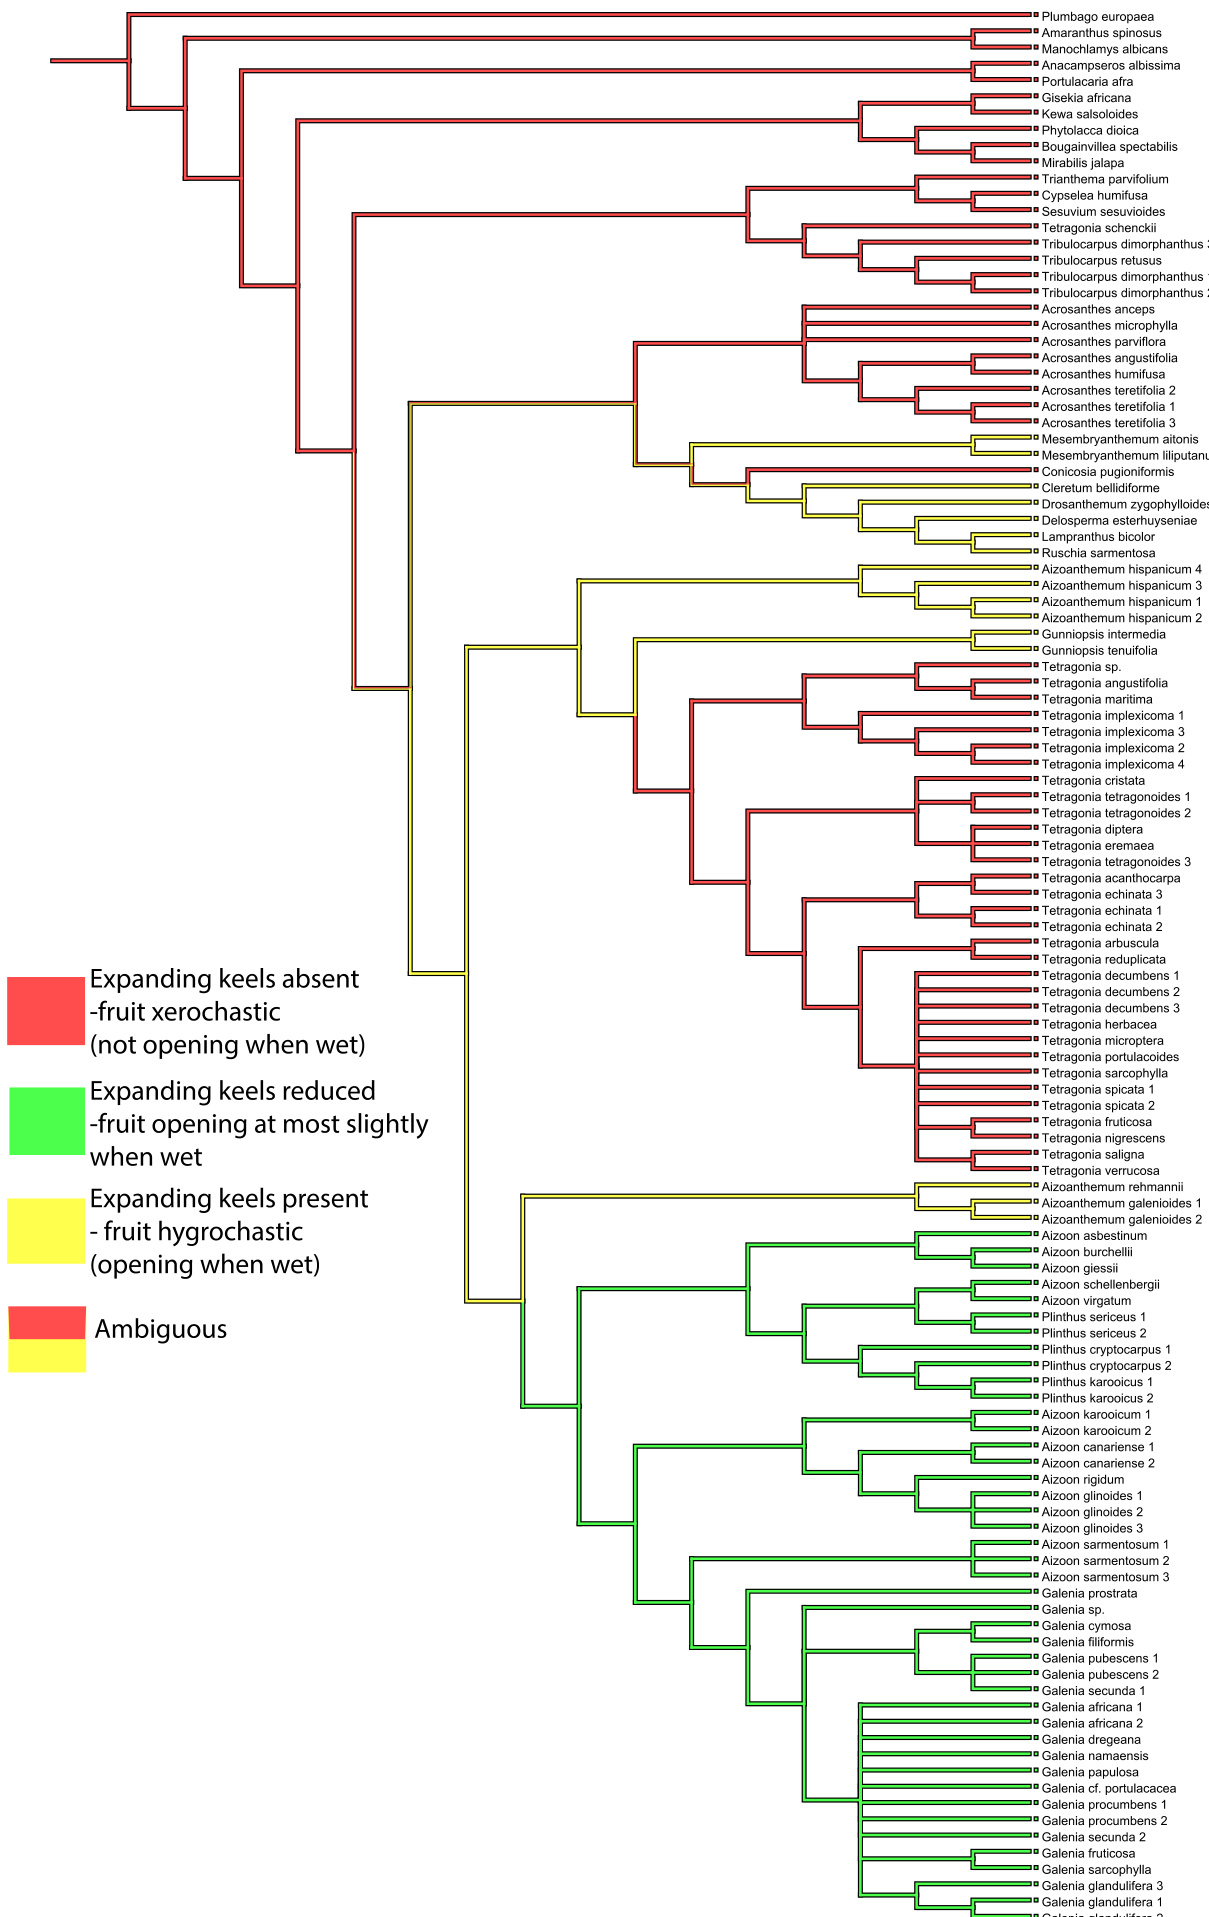 Plumbago europaea
Amaranthus spinosus
Manochlamys albicans
Anacampseros albissima
Portulacaria afra
Gisekia africana
Kewa salsoloides
Phytolacca dioica
Bougainvillea spectabilis
Mirabilis jalapa
Trianthema parvifolium
Cypselea humifusa
Sesuvium sesuvioides
Tetragonia schenckii
Tribulocarpus dimorphanthus 3
Tribulocarpus retusus
Tribulocarpus dimorphanthus 1
Tribulocarpus dimorphanthus 2
Acrosanthes anceps
Acrosanthes microphylla
Acrosanthes parviflora
Acrosanthes angustifolia
Acrosanthes humifusa
Acrosanthes teretifolia 2
Acrosanthes teretifolia 1
Acrosanthes teretifolia 3
Mesembryanthemum aitonis
Mesembryanthemum liliputanu
Conicosia pugioniformis
Cleretum bellidiforme
Drosanthemum zygophylloides
Delosperma esterhuyseniae
Lampranthus bicolor
Ruschia sarmentosa
Aizoanthemum hispanicum 4
Aizoanthemum hispanicum 3
Aizoanthemum hispanicum 1
Aizoanthemum hispanicum 2
Gunniopsis intermedia
Gunniopsis tenuifolia
Tetragonia sp.
Tetragonia angustifolia
Tetragonia maritima
Tetragonia implexicoma 1
Tetragonia implexicoma 3
Tetragonia implexicoma 2
Tetragonia implexicoma 4
Tetragonia cristata
Tetragonia tetragonoides 1
Tetragonia tetragonoides 2
Tetragonia diptera
Tetragonia eremaea
Tetragonia tetragonoides 3
Tetragonia acanthocarpa
Tetragonia echinata 3
Tetragonia echinata 1
Tetragonia echinata 2
Tetragonia arbuscula
Tetragonia reduplicata
Tetragonia decumbens 1
Tetragonia decumbens 2
Tetragonia decumbens 3
Tetragonia herbacea
Tetragonia microptera
Tetragonia portulacoides
Tetragonia sarcophylla
Tetragonia spicata 1
Tetragonia spicata 2
Tetragonia fruticosa
Tetragonia nigrescens
Tetragonia saligna
Tetragonia verrucosa
Aizoanthemum rehmannii
Aizoanthemum galenioides 1
Aizoanthemum galenioides 2
Aizoon asbestinum
Aizoon burchellii
Aizoon giessii
Aizoon schellenbergii
Aizoon virgatum
Plinthus sericeus 1
Plinthus sericeus 2
Plinthus cryptocarpus 1
Plinthus cryptocarpus 2
Plinthus karooicus 1
Plinthus karooicus 2
Aizoon karooicum 1
Aizoon karooicum 2
Aizoon canariense 1
Aizoon canariense 2
Aizoon rigidum
Aizoon glinoides 1
Aizoon glinoides 2
Aizoon glinoides 3
Aizoon sarmentosum 1
Aizoon sarmentosum 2
Aizoon sarmentosum 3
Galenia prostrata
Galenia sp.
Galenia cymosa
Galenia filiformis
Galenia pubescens 1
Galenia pubescens 2
Galenia secunda 1
Galenia africana 1
Galenia africana 2
Galenia dregeana
Galenia namaensis
Galenia papulosa
Galenia cf. portulacacea
Galenia procumbens 1
Galenia procumbens 2
Galenia secunda 2
Galenia fruticosa
Galenia sarcophylla
Galenia glandulifera 3
Galenia glandulifera 1
Expanding keels absent
-fruit xerochastic
(not opening when wet)
Expanding keels reduced
-fruit opening at most slightly
when wet
Expanding keels present
- fruit hygrochastic
(opening when wet)
Ambiguous